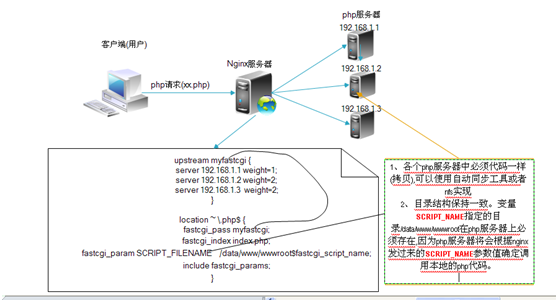 php服务器
192.168.1.1
客户端(用户)
Nginx服务器
php请求(xx.php)
192.168.1.2
192.168.1.3
upstream myfastcgi {
server 192.168.1.1 weight=1;
server 192.168.1.2 weight=2;
server 192.168.1.3 weight=2;
}
location ~ \.php$ {
fastcgi_pass myfastcgi;
fastcgi_index index.php;
fastcgi_param SCRIPT_FILENAME /data/www/wwwroot$fastcgi_script_name;
include fastcgi_params;
}
1、各个php服务器中必须代码一样
(拷贝),可以使用自动同步工具或者
nfs实现
2、目录结构保持一致。变量
SCRIPT_NAME指定的目
录/data/www/wwwroot在php服务器上必
须存在,因为php服务器将会根据nginx
发过来的SCRIPT_NAME参数值确定调
用本地的php代码。